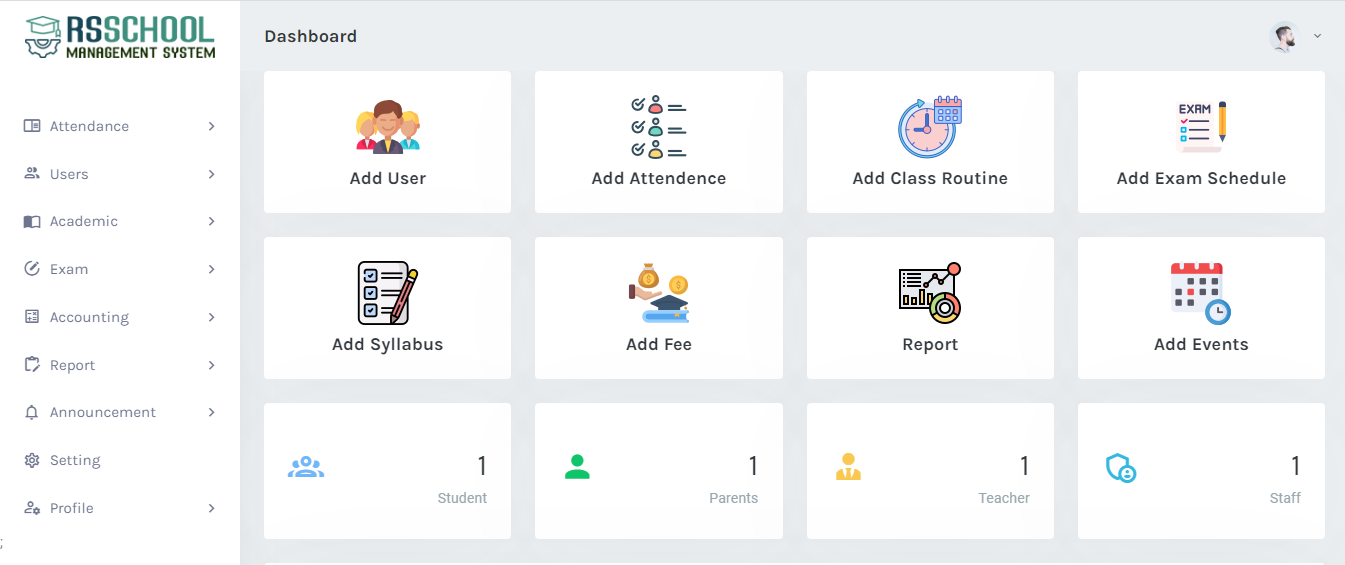 RSSCHOOL
MANAGEMENT SYSTEM
Attendance
Users
Academic
Exam
Accounting
Report
Announcement
Setting
Profile
;
Dashboard
Add User
Add Attendence
Add Class Routine
EXAM
Add Exam Schedule
Add Syllabus
Add Fee
Report
Add Events
1
Student
1
Parents
1
Teacher
1
Staff